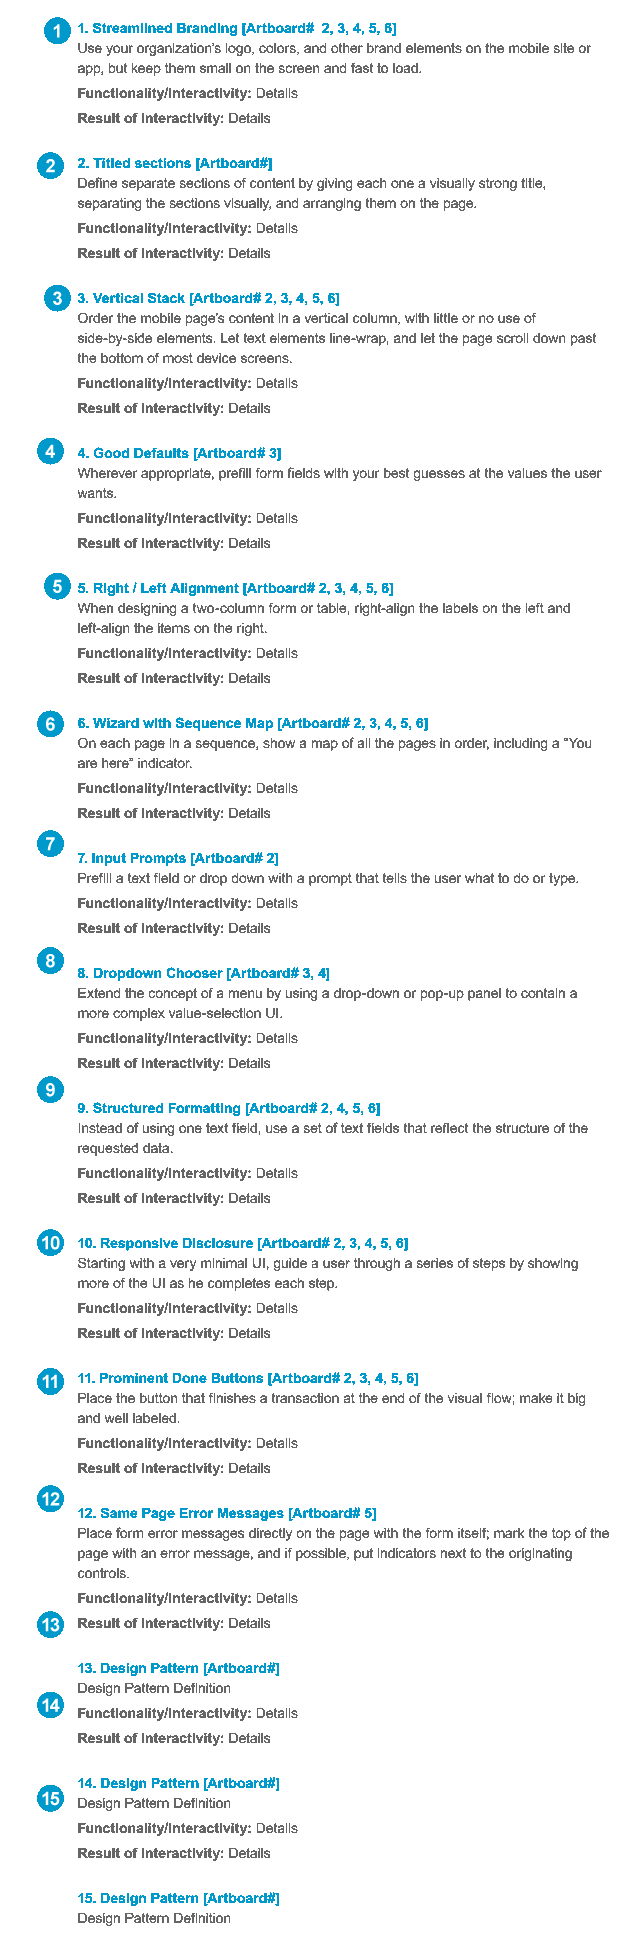 1
1. Streamlined Branding [Artboard# 2, 3, 4, 5, 6]
Use your organization's logo, colors, and other brand elements on the mobile site or
app, but keep them small on the screen and fast to load.
Functionality/Interactivity: Details
Result of Interactivity: Details
2
2. Titled sections [Artboard#]
Define separate sections of content by giving each one a visually strong title,
separating the sections visually, and arranging them on the page.
Functionality/Interactivity: Details
Result of Interactivity: Details
3
3. Vertical Stack [Artboard# 2, 3, 4, 5, 6]
Order the mobile page's content in a vertical column, with little or no use of
side-by-side elements. Let text elements line-wrap, and let the page scroll down past
the bottom of most device screens.
Functionality/Interactivity: Details
Result of Interactivity: Details
4
4. Good Defaults [Artboard# 3]
Wherever appropriate, prefill form fields with your best guesses at the values the user
wants.
Functionality/Interactivity: Details
Result of Interactivity: Details
5
5. Right / Left Alignment [Artboard# 2, 3, 4, 5, 6]
When designing a two-column form or table, right-align the labels on the left and
left-align the items on the right.
Functionality/Interactivity: Details
Result of Interactivity: Details
6
6. Wizard with Sequence Map [Artboard# 2, 3, 4, 5, 6]
On each page in a sequence, show a map of all the pages in order, including a “You
are here” indicator.
Functionality/Interactivity: Details
Result of Interactivity: Details
7
7. Input Prompts [Artboard# 2]
Prefill a text field or drop down with a prompt that tells the user what to do or type.
Functionality/Interactivity: Details
Result of Interactivity: Details
8
8. Dropdown Chooser [Artboard# 3, 4]
Extend the concept of a menu by using a drop-down or pop-up panel to contain a
more complex value-selection UI.
Functionality/Interactivity: Details
Result of Interactivity: Details
9
9. Structured Formatting [Artboard# 2, 4, 5, 6]
Instead of using one text field, use a set of text fields that reflect the structure of the
requested data.
Functionality/Interactivity: Details
Result of Interactivity: Details
10
10. Responsive Disclosure [Artboard# 2, 3, 4, 5, 6]
Starting with a very minimal UI, guide a user through a series of steps by showing
more of the UI as he completes each step.
Functionality/Interactivity: Details
Result of Interactivity: Details
11
11. Prominent Done Buttons [Artboard# 2, 3, 4, 5, 6]
Place the button that finishes a transaction at the end of the visual flow; make it big
and well labeled.
Functionality/Interactivity: Details
Result of Interactivity: Details
12
12. Same Page Error Messages [Artboard# 5]
Place form error messages directly on the page with the form itself; mark the top of the
page with an error message, and if possible, put indicators next to the originating
controls.
Functionality/Interactivity: Details
13
Result of Interactivity: Details
13. Design Pattern [Artboard#]
Design Pattern Definition
14
Functionality/Interactivity: Details
Result of Interactivity: Details
14. Design Pattern [Artboard#]
15
Design Pattern Definition
Functionality/Interactivity: Details
Result of Interactivity: Details
15. Design Pattern [Artboard#]
Design Pattern Definition